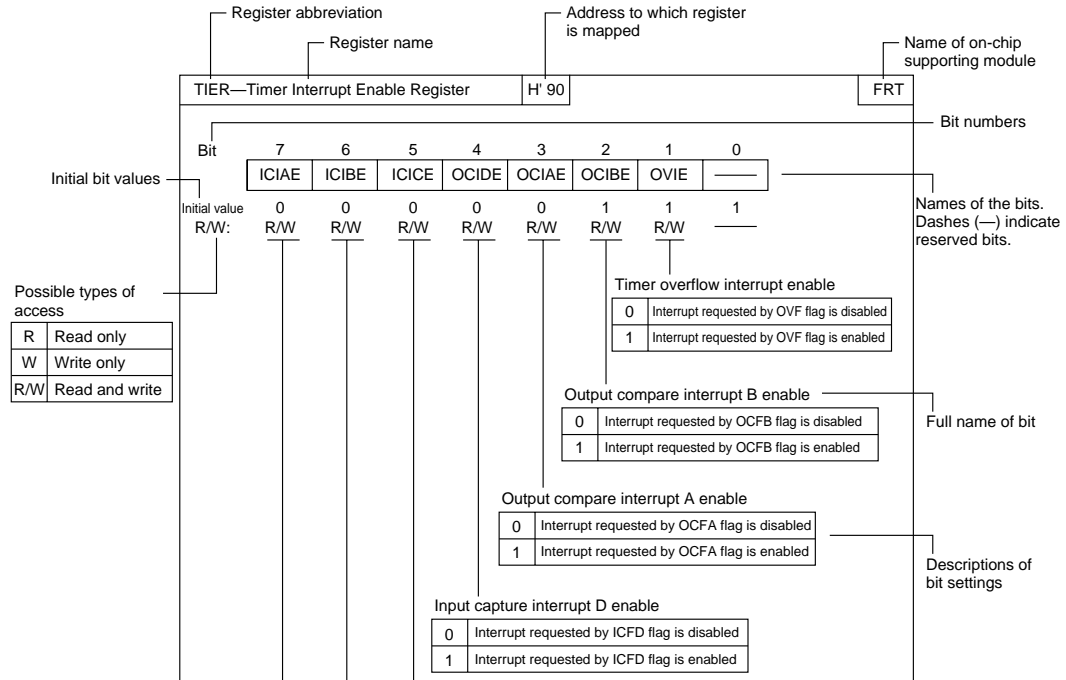 Register abbreviation
Register name
Address to which register
is mapped
Name of on-chip
supporting module
TIER—Timer Interrupt Enable Register H' 90 FRT
Bit numbers
Bit 7 6 5 4 3 2 1 0
Initial bit values
ICIAE ICIBE ICICE OCIDE OCIAE OCIBE OVIE —
Initial value 0 0 0 0 0 1 1 1
R/W: R/W R/W R/W R/W R/W R/W R/W —
Names of the bits.
Dashes (—) indicate
reserved bits.
Possible types of
access
R Read only
W Write only
R/W Read and write
Timer overflow interrupt enable
0 Interrupt requested by OVF flag is disabled
1 Interrupt requested by OVF flag is enabled
Output compare interrupt B enable
0 Interrupt requested by OCFB flag is disabled
1 Interrupt requested by OCFB flag is enabled
Full name of bit
Output compare interrupt A enable
0 Interrupt requested by OCFA flag is disabled
1 Interrupt requested by OCFA flag is enabled
Descriptions of
bit settings
Input capture interrupt D enable
0 Interrupt requested by ICFD flag is disabled
1 Interrupt requested by ICFD flag is enabled